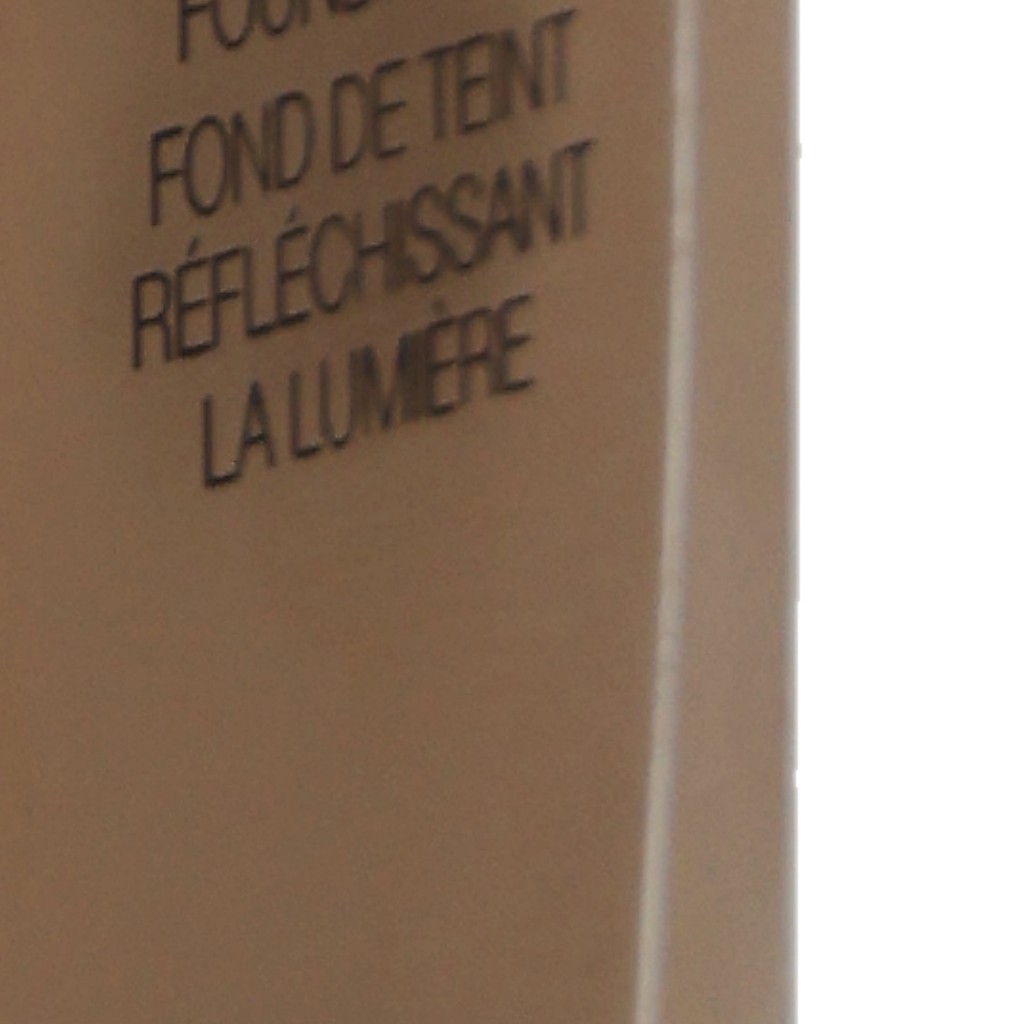 FOND DE TEINT
RÉFLÉCHISSANT
LA LUMIÈRE